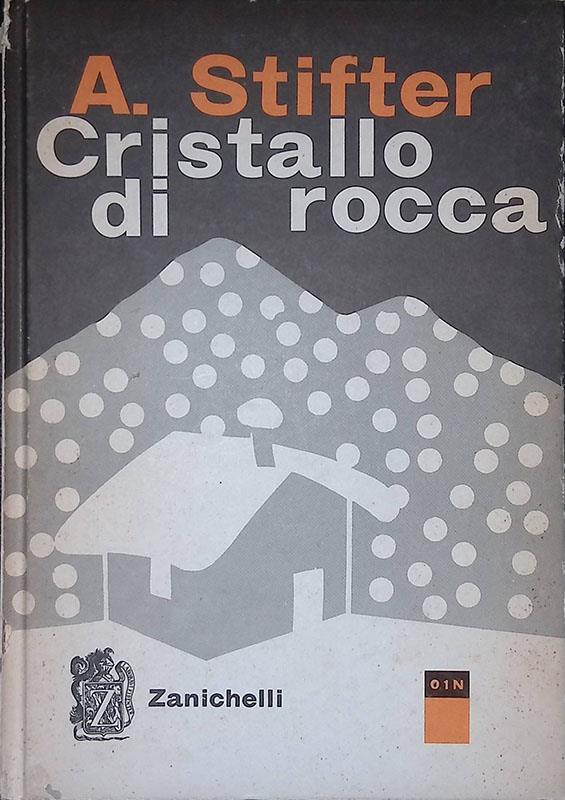 A. Stifter
Cristallo
di rocca
Z
Zanichelli
01N